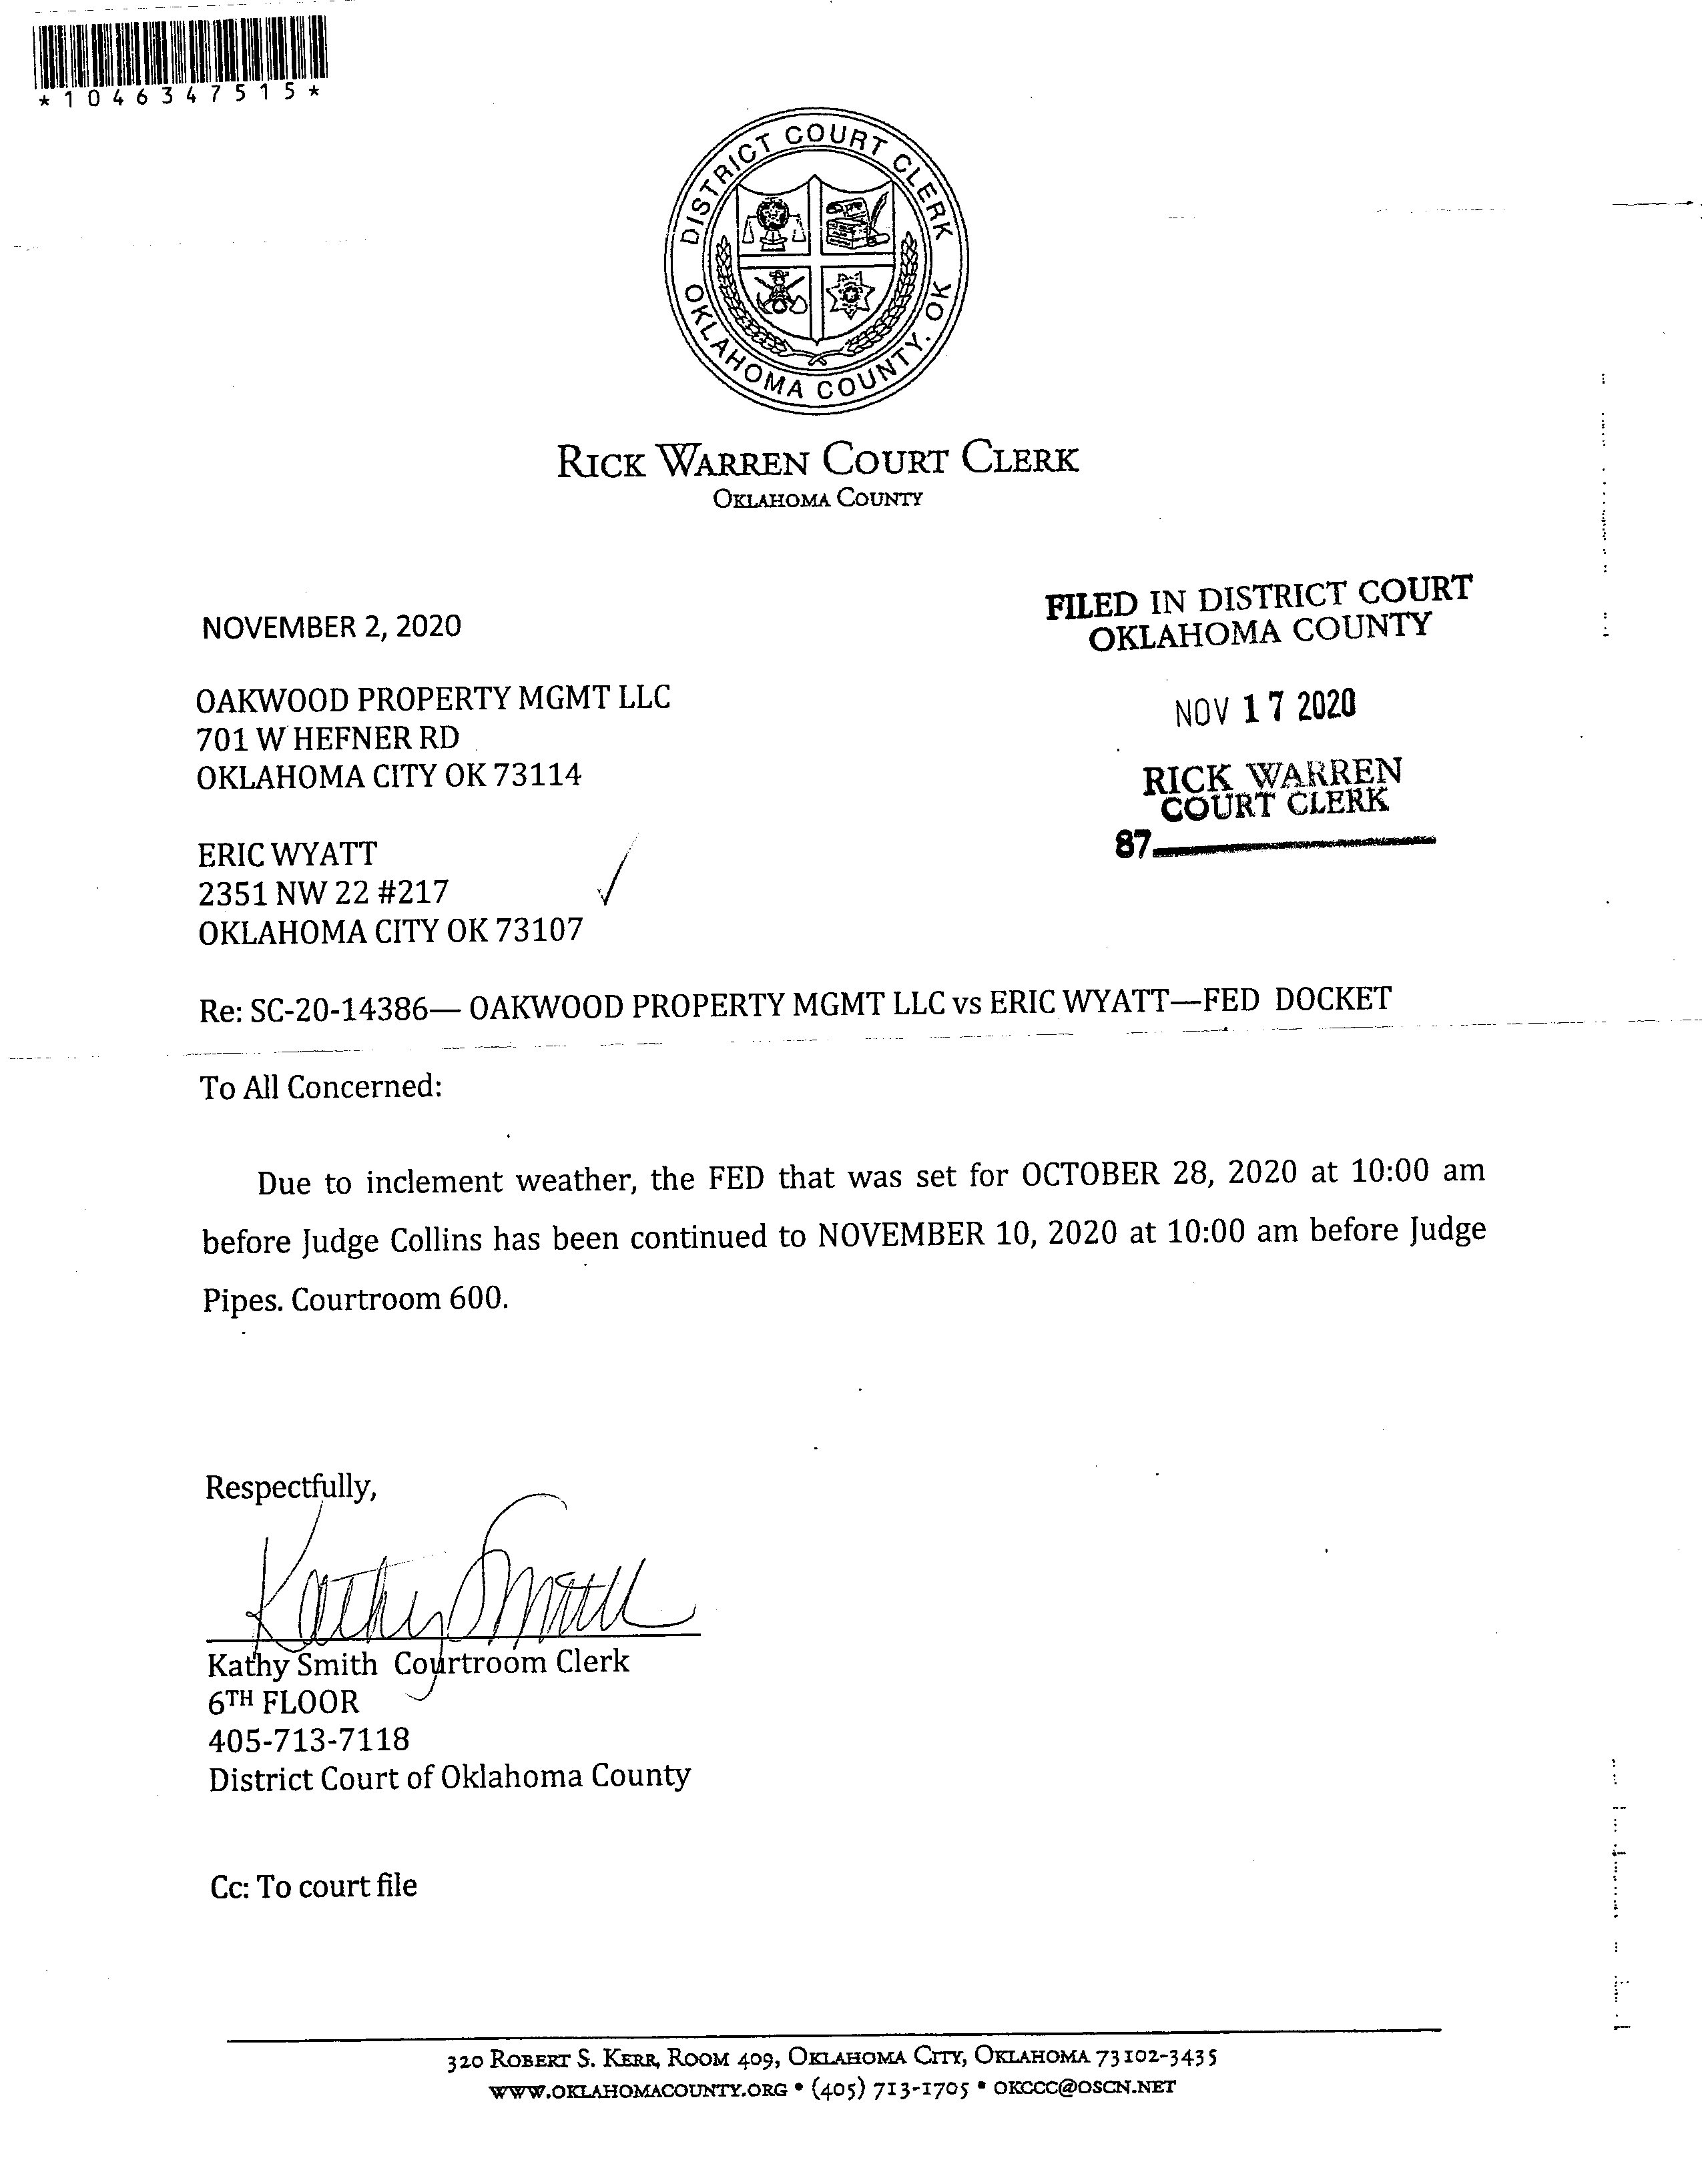 *1046347515*
DISTRICT COURT CLERK
OKLAHOMA COUNTY, OK
RICK WARREN COURT CLERK
OKLAHOMA COUNTY
FILED IN DISTRICT COURT
OKLAHOMA COUNTY
NOV 17 2020
RICK WARREN
COURT CLERK
87
NOVEMBER 2, 2020
OAKWOOD PROPERTY MGMT LLC
701 W HEFNER RD
OKLAHOMA CITY OK 73114
ERIC WYATT
2351 NW 22 #217
OKLAHOMA CITY OK 73107
Re: SC-20-14386— OAKWOOD PROPERTY MGMT LLC vs ERIC WYATT—FED DOCKET
To All Concerned:
Due to inclement weather, the FED that was set for OCTOBER 28, 2020 at 10:00 am
before Judge Collins has been continued to NOVEMBER 10, 2020 at 10:00 am before Judge
Pipes. Courtroom 600.
Respectfully,
Kathy Smith
Kathy Smith Courtroom Clerk
6TH FLOOR
405-713-7118
District Court of Oklahoma County
Cc: To court file
320 ROBERT S. KERR, ROOM 409, OKLAHOMA CITY, OKLAHOMA 73102-3435
WWW.OKLAHOMACOUNTY.ORG • (405) 713-1705 • OKCCC@OSCN.NET